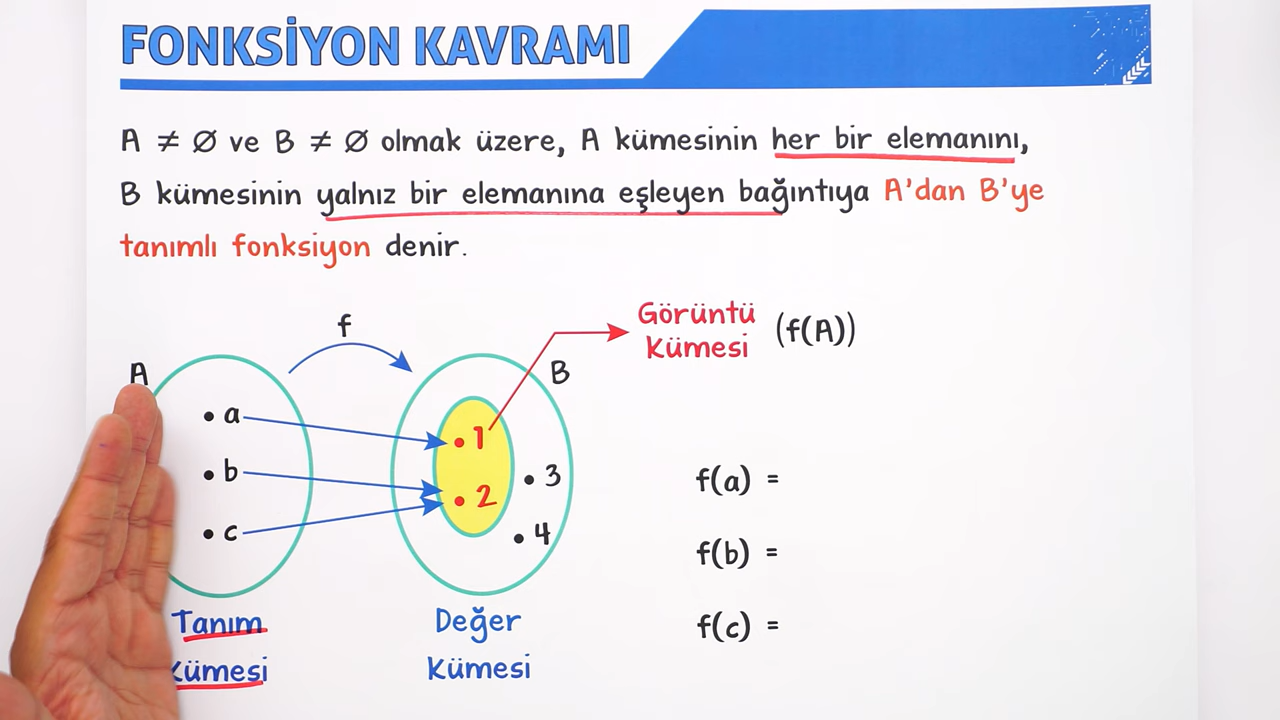 FONKSİYON KAVRAMI
A ≠ Ø ve B ≠ Ø olmak üzere, A kümesinin her bir elemanını,
B kümesinin yalnız bir elemanına eşleyen bağıntıya A'dan B'ye
tanımlı fonksiyon denir.
f
Görüntü
Kümesi
(f(A))
A
B
• a
• b
• c
• 1
• 2
• 3
• 4
f(a) =
f(b) =
f(c) =
Tanım
Kümesi
Değer
Kümesi